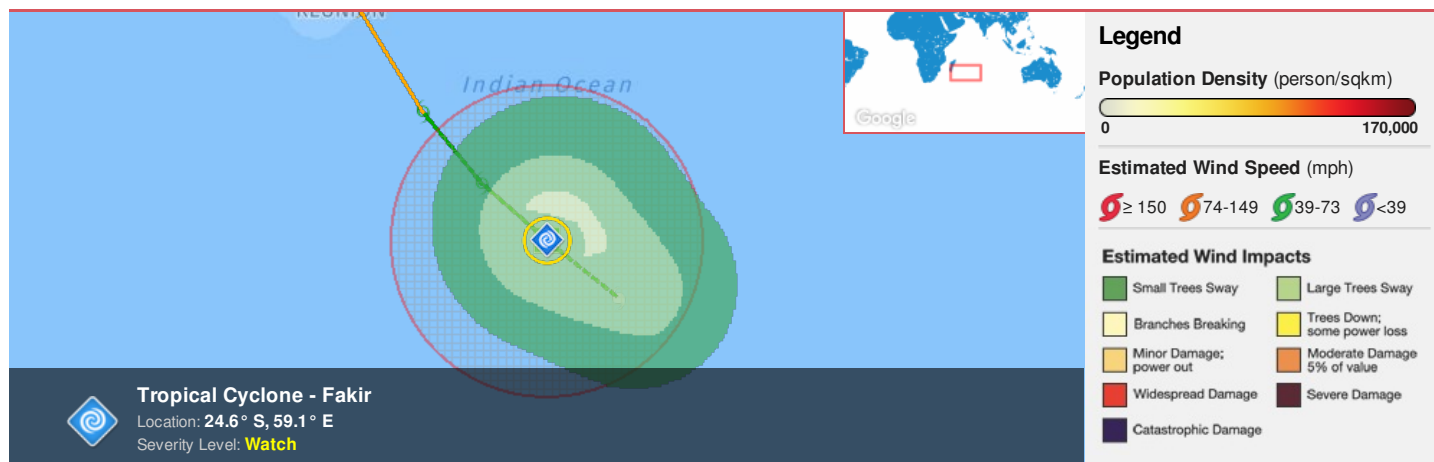 REUNION
Indian Ocean
Google
Tropical Cyclone - Fakir
Location: 24.6° S, 59.1° E
Severity Level: Watch
Legend
Population Density (person/sqkm)
0 170,000
Estimated Wind Speed (mph)
≥ 150 74-149 39-73 <39
Estimated Wind Impacts
Small Trees Sway Large Trees Sway
Branches Breaking Trees Down;
some power loss
Minor Damage;
power out
Moderate Damage
5% of value
Widespread Damage Severe Damage
Catastrophic Damage